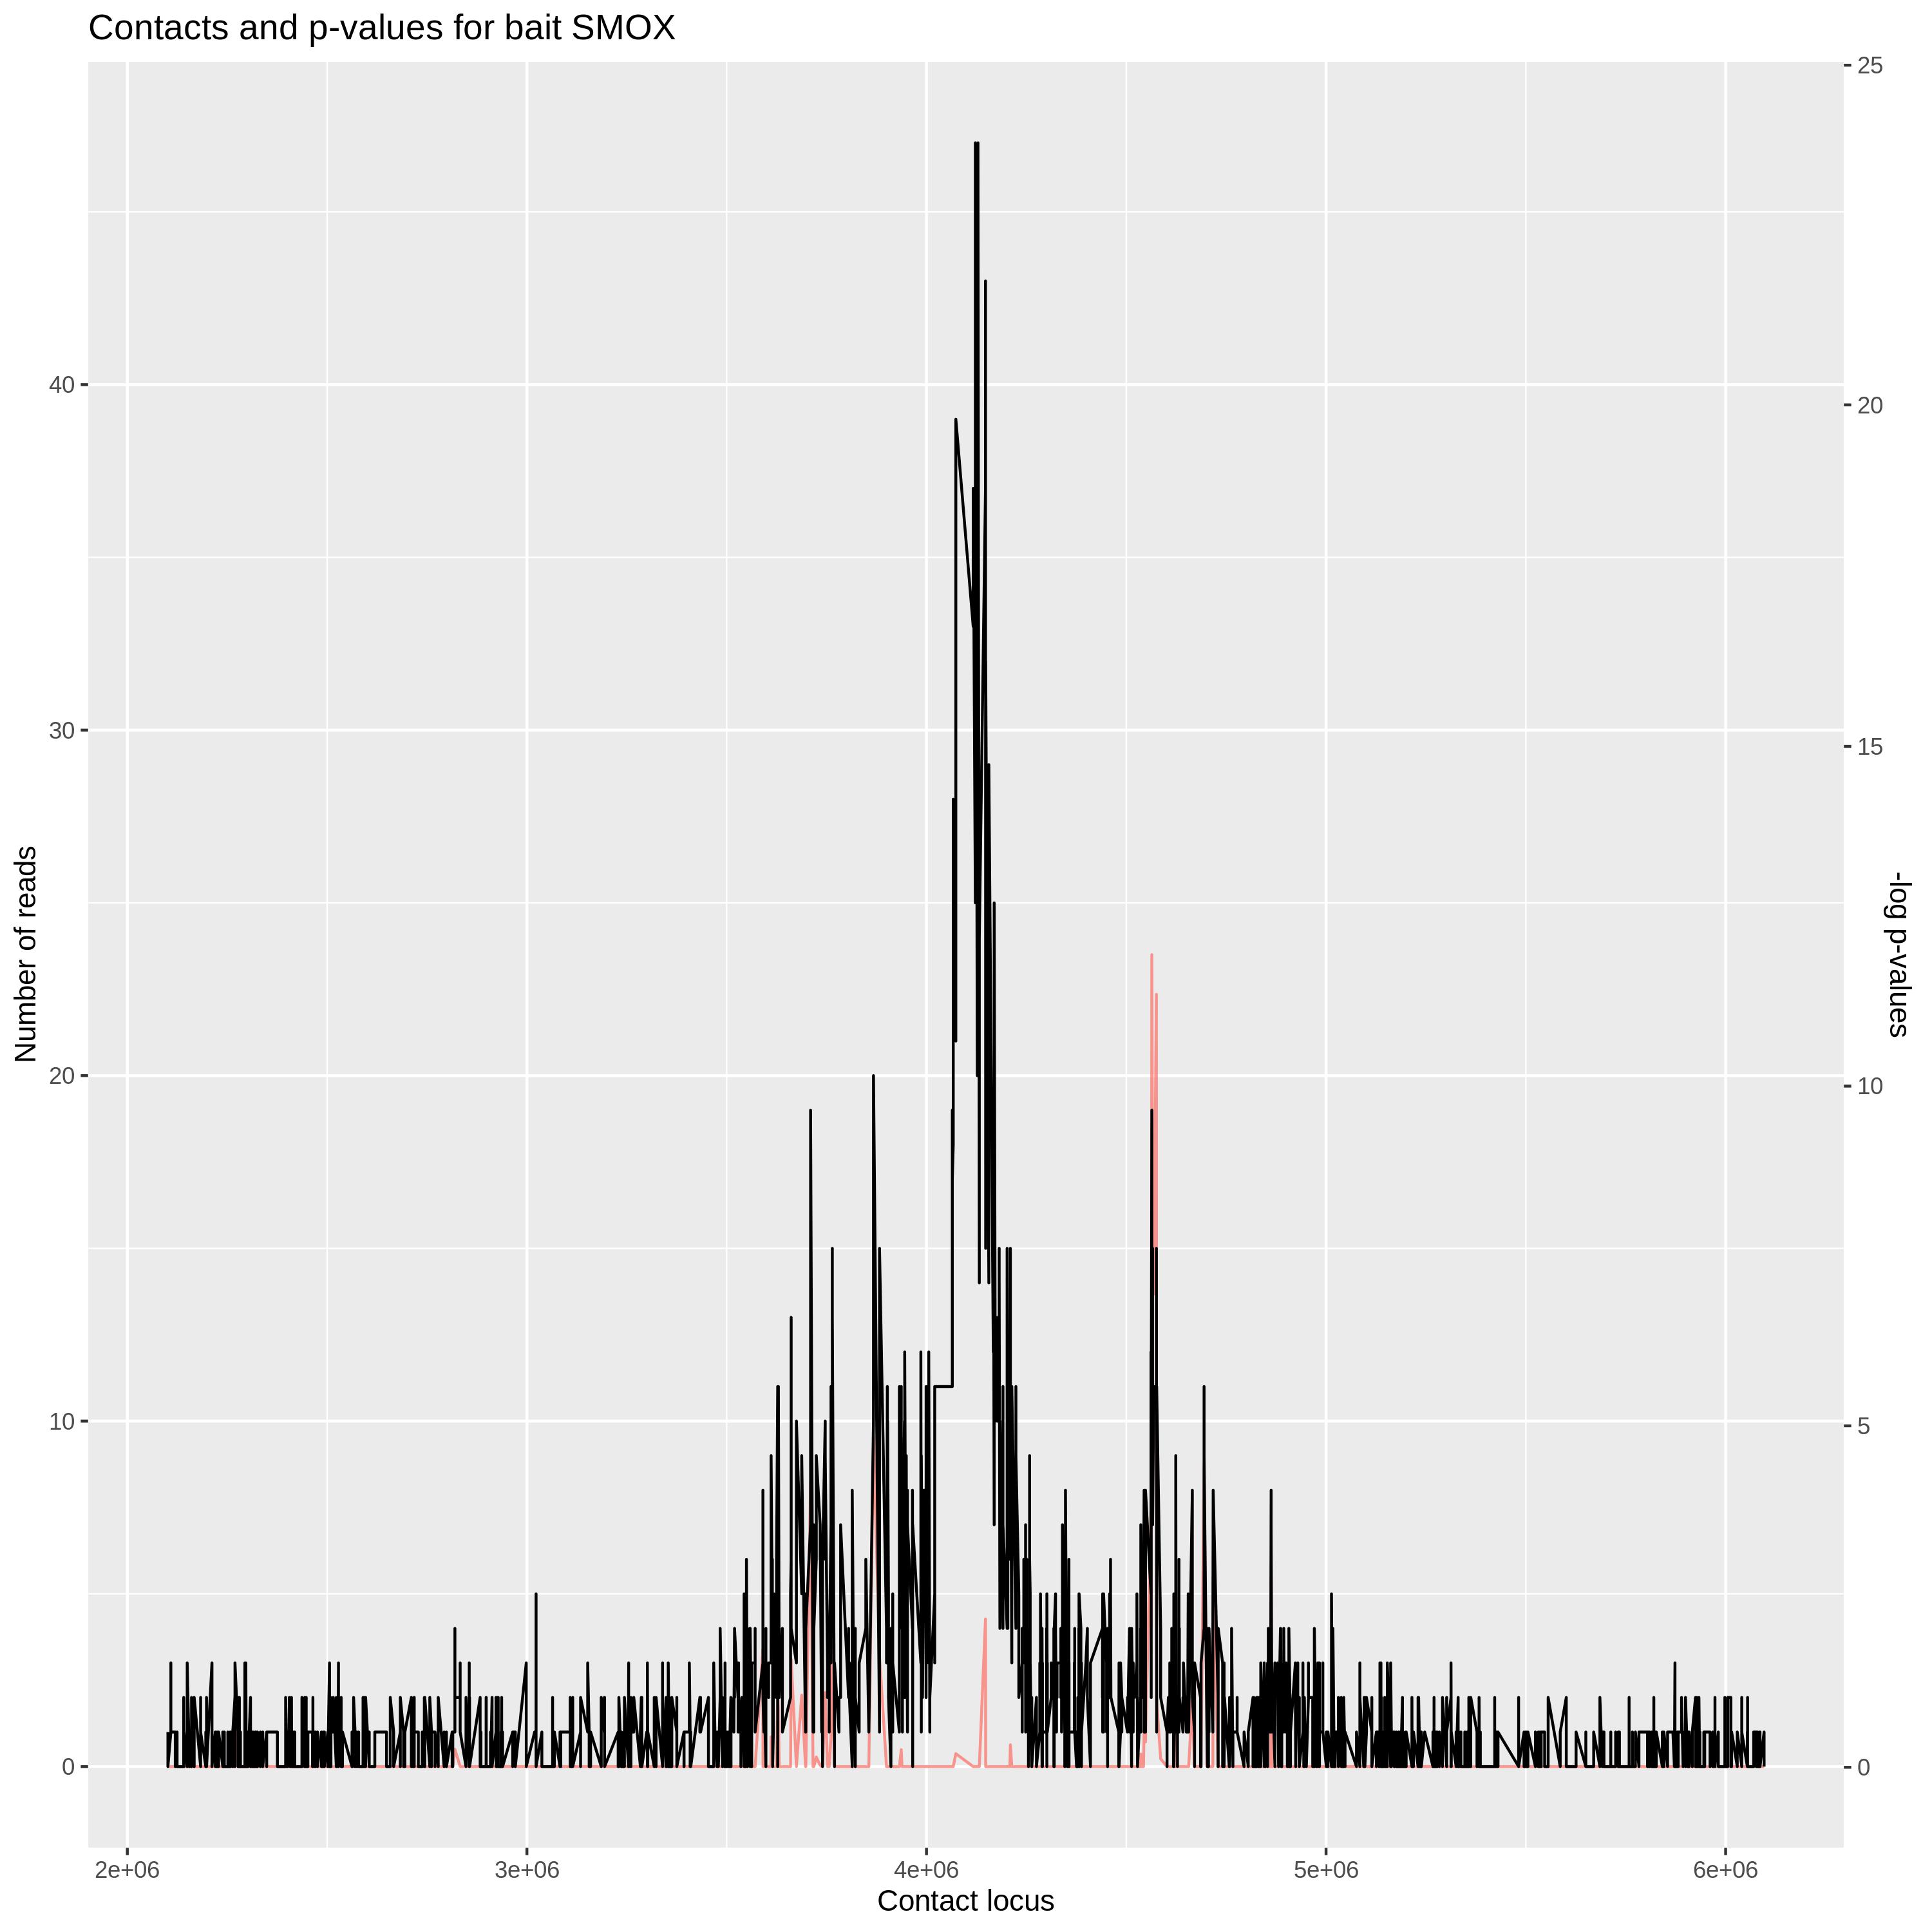 Contacts and p-values for bait SMOX
Number of reads
40
30
20
10
0
25
20
15
10
5
0
-log p-values
2e+06
3e+06
4e+06
5e+06
6e+06
Contact locus